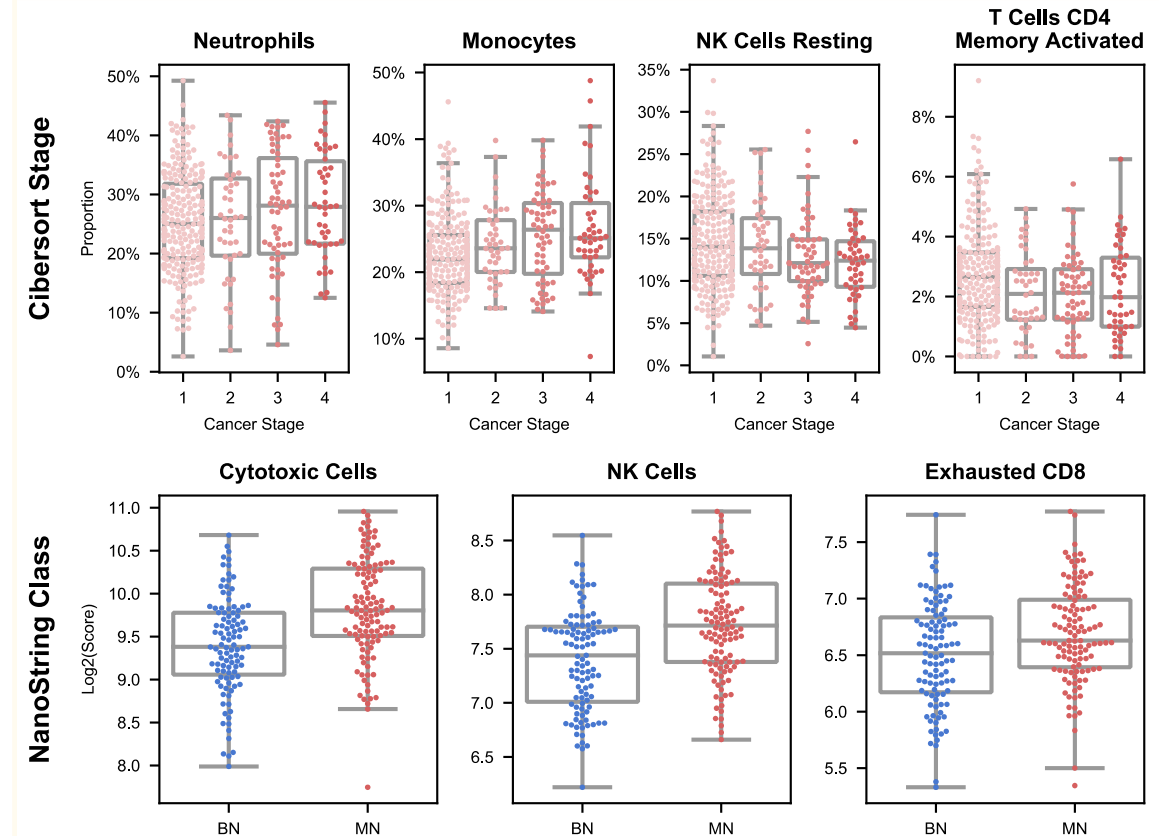 Cibersort Stage
Neutrophils
Proportion
50%
40%
30%
20%
10%
0%
1 2 3 4
Cancer Stage
Monocytes
50%
40%
30%
20%
10%
1 2 3 4
Cancer Stage
NK Cells Resting
35%
30%
25%
20%
15%
10%
5%
0%
1 2 3 4
Cancer Stage
T Cells CD4
Memory Activated
8%
6%
4%
2%
0%
1 2 3 4
Cancer Stage
NanoString Class
Cytotoxic Cells
Log2(Score)
11.0
10.5
10.0
9.5
9.0
8.5
8.0
BN MN
NK Cells
8.5
8.0
7.5
7.0
6.5
BN MN
Exhausted CD8
7.5
7.0
6.5
6.0
5.5
BN MN